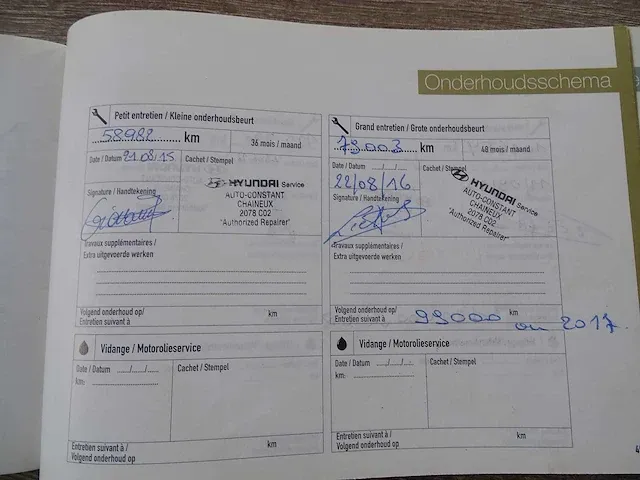 Onderhoudsschema
Petit entretien / Kleine onderhoudsbeurt
58982 km
36 mois / maand
Date / Datum 21/08/15
Cachet / Stempel
HYUNDAI Service
AUTO-CONSTANT
CHAINEUX
2078 C02
"Authorized Repairer"
Signature / Handtekening
Travaux supplémentaires /
Extra uitgevoerde werken
Volgend onderhoud op/ km
Entretien suivant à
Grand entretien / Grote onderhoudsbeurt
79003 km
48 mois / maand
Date / Datum
22/08/16
Cachet / Stempel
HYUNDAI Service
AUTO-CONSTANT
CHAINEUX
2078 C02
"Authorized Repairer"
Signature / Handtekening
Travaux supplémentaires /
Extra uitgevoerde werken
Volgend onderhoud op/ km
Entretien suivant à 99000 ou 2017
Vidange / Motorolieservice
Date / Datum
km:
Cachet / Stempel
Entretien suivant à / km
Volgend onderhoud op
Vidange / Motorolieservice
Date / Datum
km:
Cachet / Stempel
Entretien suivant à / km
Volgend onderhoud op